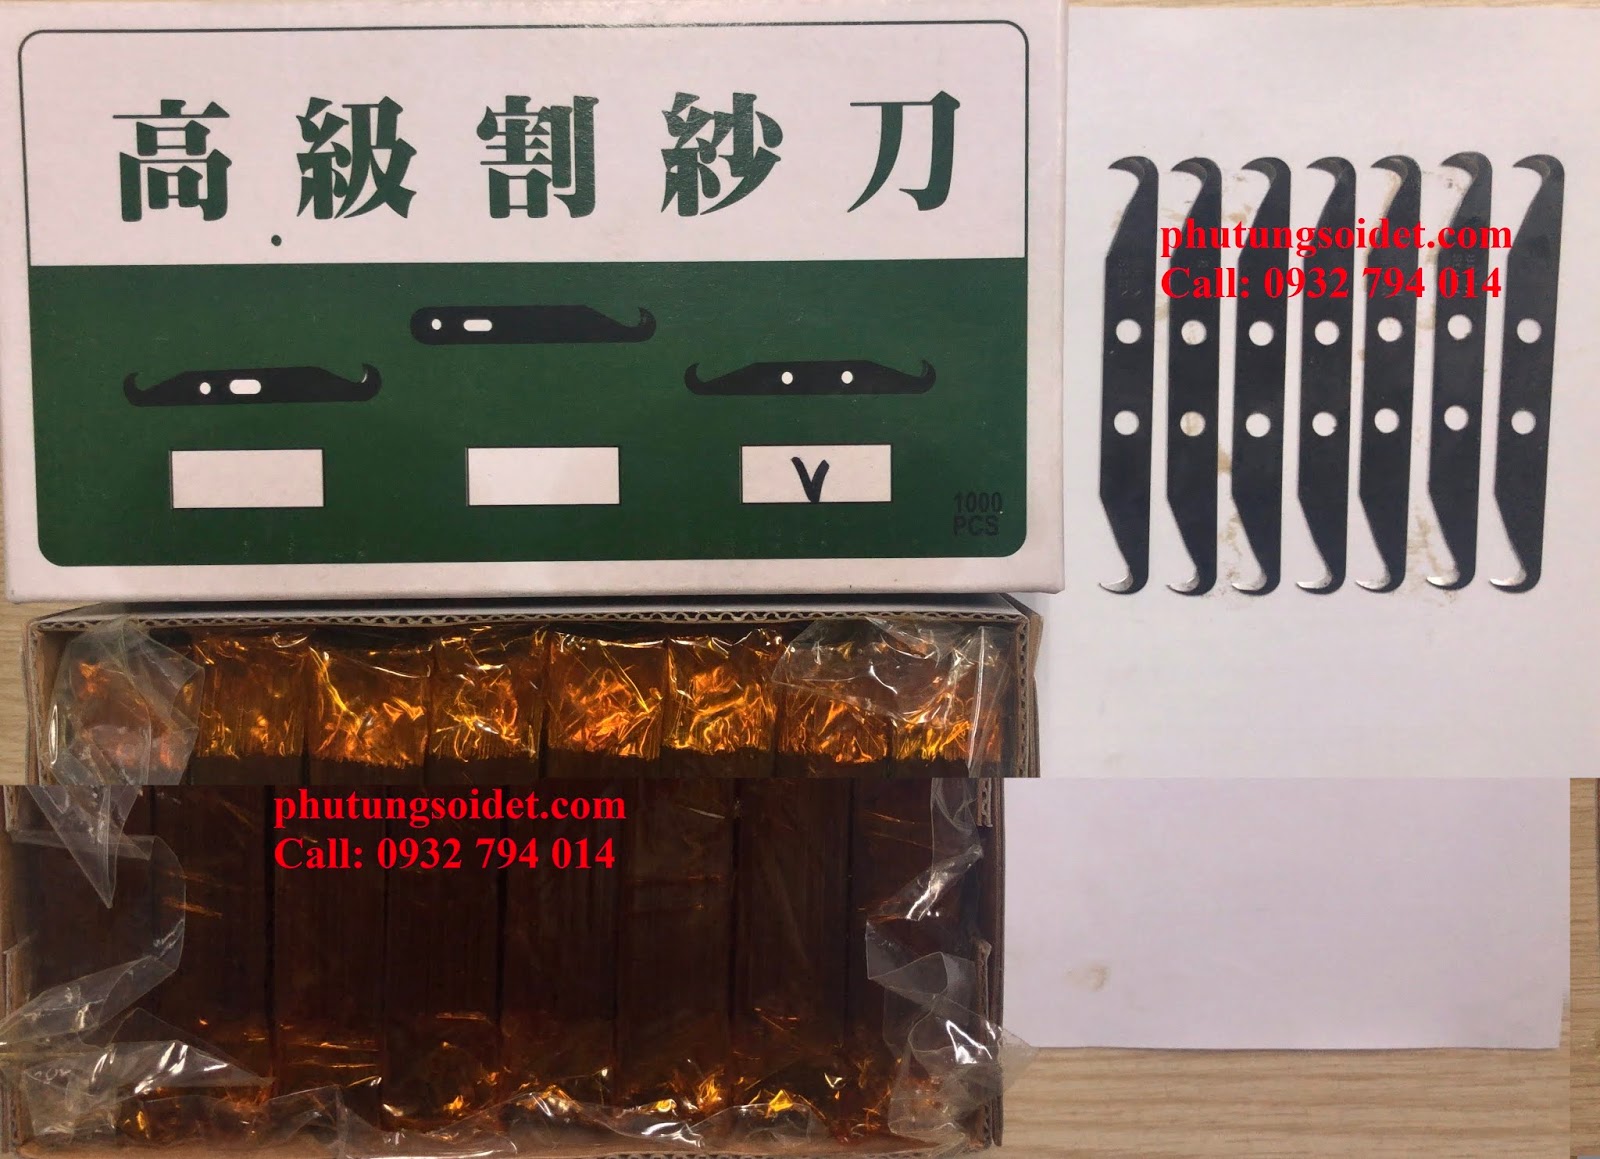 高級割紗刀
1000
PCS
phutungsoidet.com
Call: 0932 794 014
phutungsoidet.com
Call: 0932 794 014